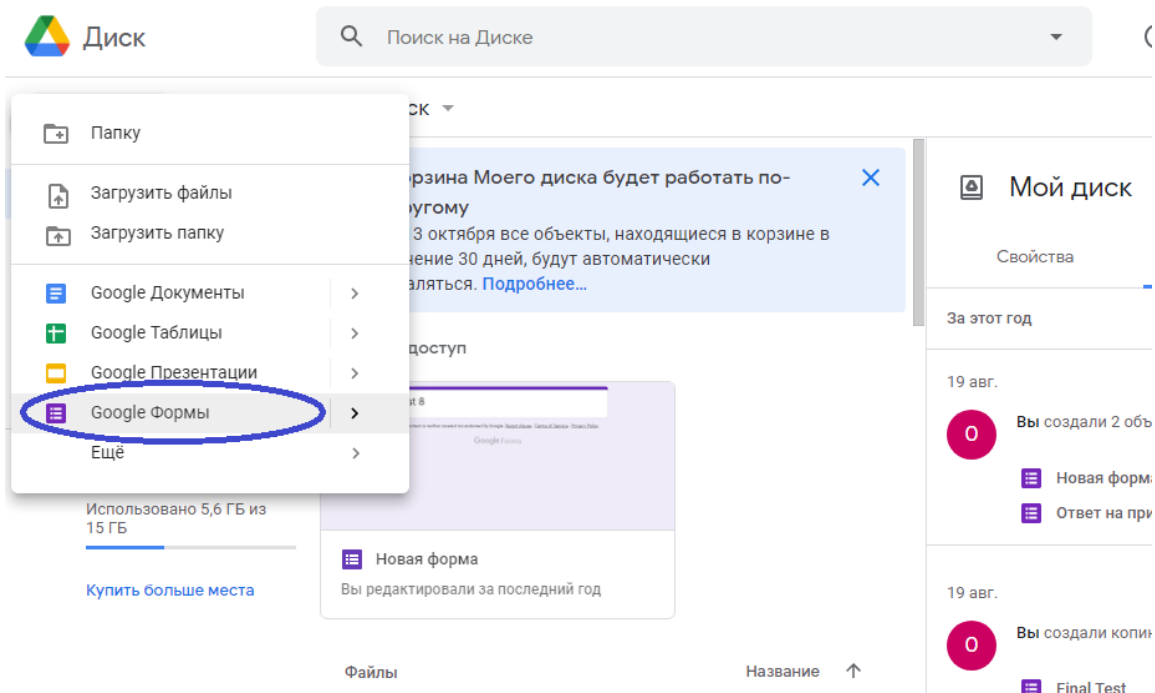 Диск
Поиск на Диске
Папку
Загрузить файлы
Загрузить папку
Google Документы
Google Таблицы
Google Презентации
Google Формы
Ещё
Использовано 5,6 ГБ из
15 ГБ
Купить больше места
ск
рзина Моего диска будет работать по-
ругому
3 октября все объекты, находящиеся в корзине в
чение 30 дней, будут автоматически
аляться. Подробнее...
доступ
st 8
Google Forms
Новая форма
Вы редактировали за последний год
Файлы
Название
Мой диск
Свойства
За этот год
19 авг.
О
Вы создали 2 объ
Новая форма
Ответ на при
19 авг.
О
Вы создали копи
Final Test